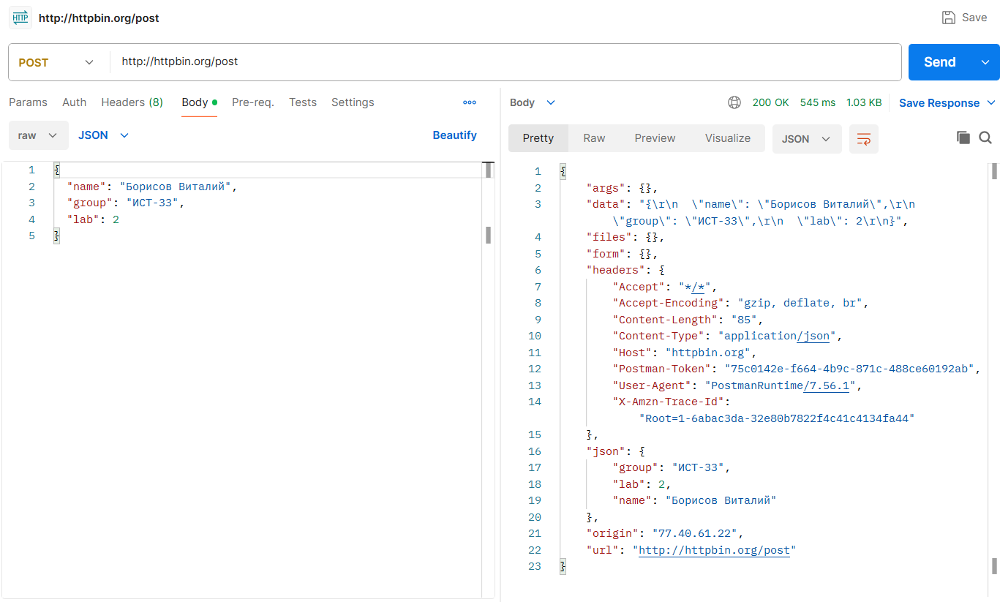 HTTP http://httpbin.org/post Save
POST http://httpbin.org/post Send
Params Auth Headers (8) Body Pre-req. Tests Settings
raw JSON Beautify
1 {
2 "name": "Борисов Виталий",
3 "group": "ИСТ-33",
4 "lab": 2
5 }
Body 200 OK 545 ms 1.03 KB Save Response
Pretty Raw Preview Visualize JSON
1 {
2 "args": {},
3 "data": "{\r\n  \"name\": \"Борисов Виталий\",\r\n
\"group\": \"ИСТ-33\",\r\n  \"lab\": 2\r\n}",
4 "files": {},
5 "form": {},
6 "headers": {
7 "Accept": "*/*",
8 "Accept-Encoding": "gzip, deflate, br",
9 "Content-Length": "85",
10 "Content-Type": "application/json",
11 "Host": "httpbin.org",
12 "Postman-Token": "75c0142e-f664-4b9c-871c-488ce60192ab",
13 "User-Agent": "PostmanRuntime/7.56.1",
14 "X-Amzn-Trace-Id":
"Root=1-6abac3da-32e80b7822f4c41c4134fa44"
15 },
16 "json": {
17 "group": "ИСТ-33",
18 "lab": 2,
19 "name": "Борисов Виталий"
20 },
21 "origin": "77.40.61.22",
22 "url": "http://httpbin.org/post"
23 }